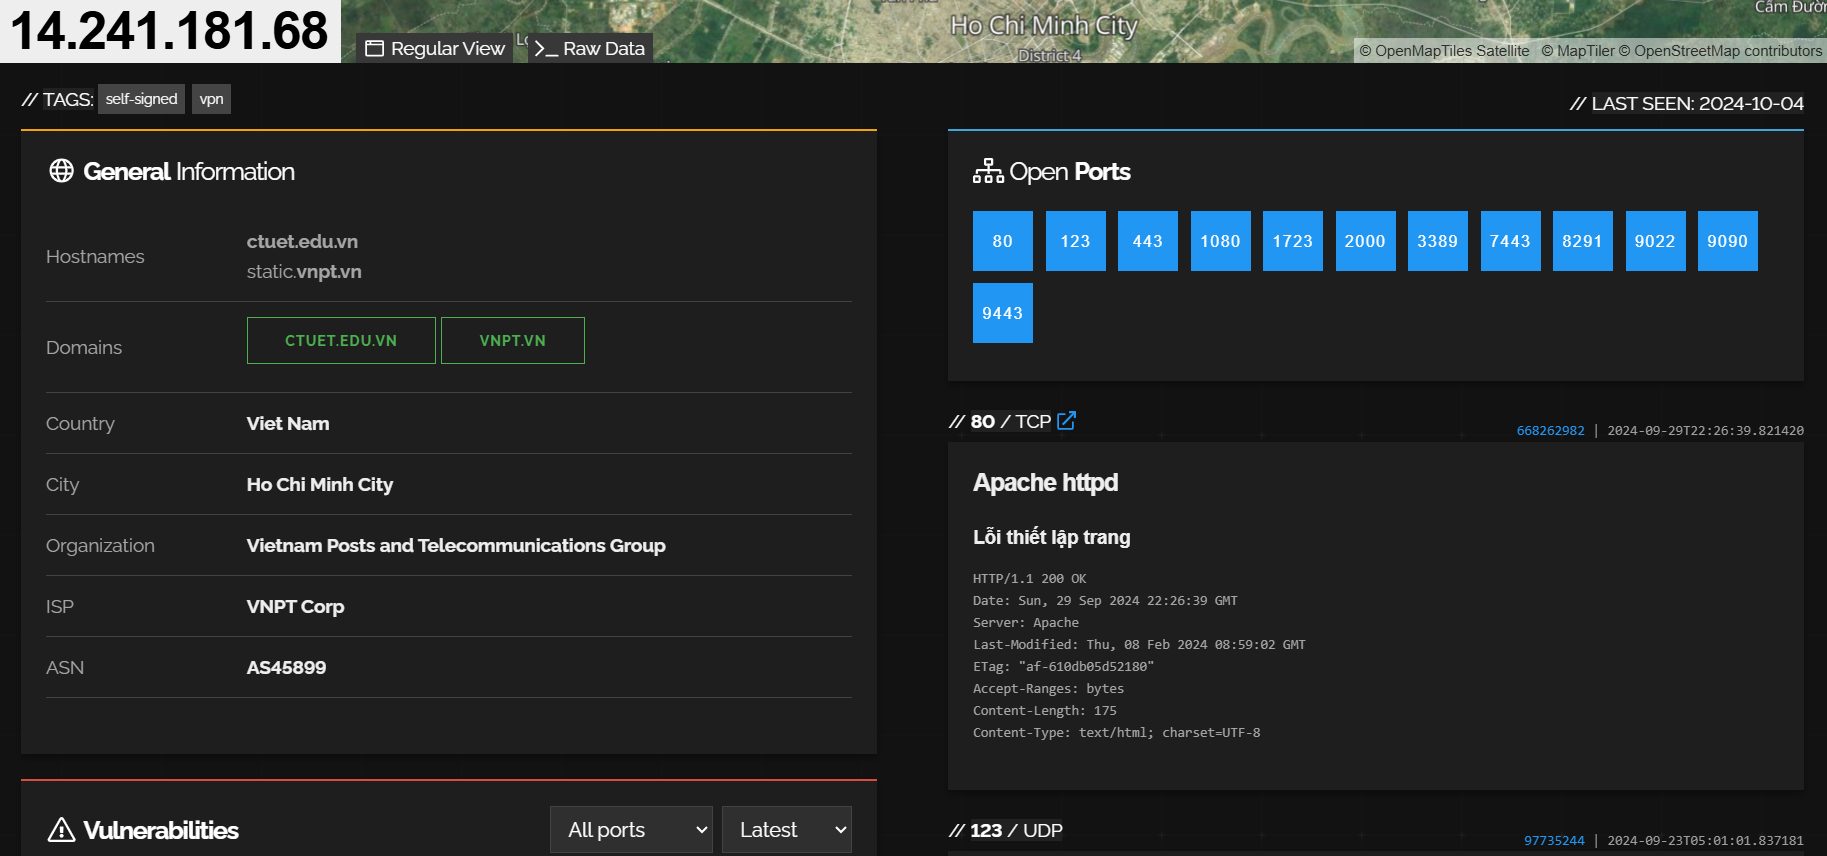 14.241.181.68
Regular View
Raw Data
Ho Chi Minh City
District 4
© OpenMapTiles Satellite © MapTiler © OpenStreetMap contributors
// TAGS: self-signed vpn
// LAST SEEN: 2024-10-04
General Information
Hostnames
ctuet.edu.vn
static.vnpt.vn
Domains
CTUET.EDU.VN
VNPT.VN
Country
Viet Nam
City
Ho Chi Minh City
Organization
Vietnam Posts and Telecommunications Group
ISP
VNPT Corp
ASN
AS45899
Vulnerabilities
All ports
Latest
Open Ports
80 123 443 1080 1723 2000 3389 7443 8291 9022 9090
9443
// 80 / TCP
668262982 | 2024-09-29T22:26:39.821420
Apache httpd
Lỗi thiết lập trang
HTTP/1.1 200 OK
Date: Sun, 29 Sep 2024 22:26:39 GMT
Server: Apache
Last-Modified: Thu, 08 Feb 2024 08:59:02 GMT
ETag: "af-610db05d52180"
Accept-Ranges: bytes
Content-Length: 175
Content-Type: text/html; charset=UTF-8
// 123 / UDP
97735244 | 2024-09-23T05:01:01.837181